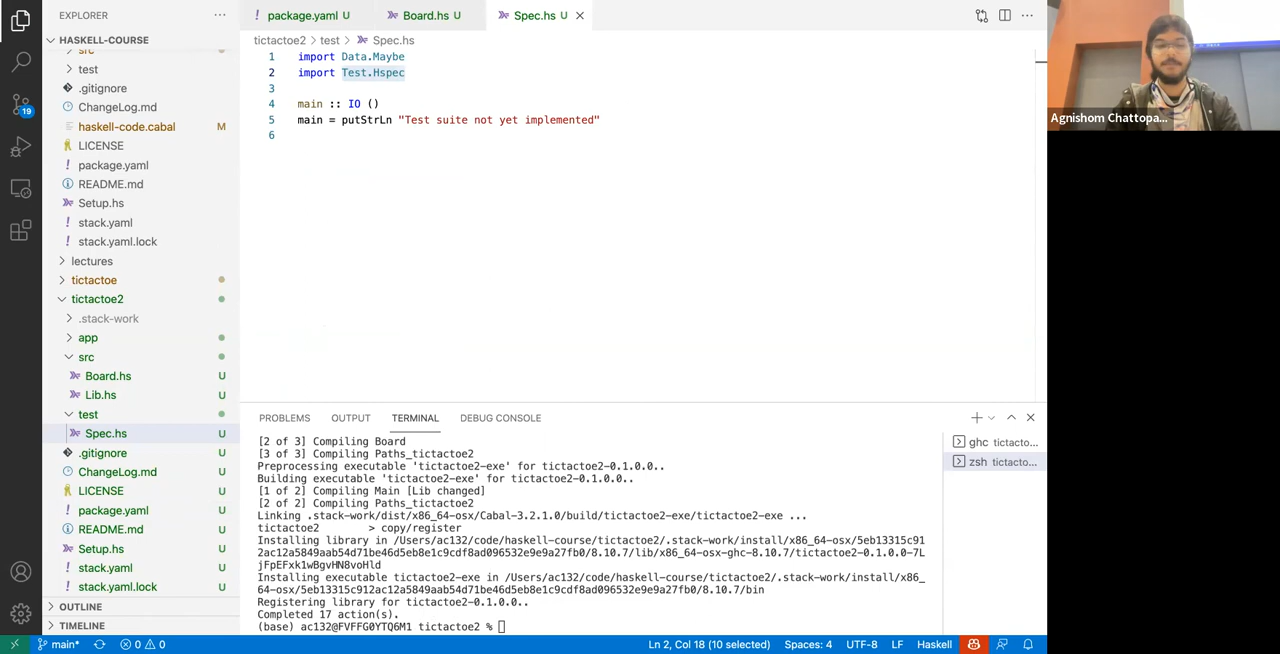 EXPLORER
HASKELL-COURSE
src
test
.gitignore
ChangeLog.md
haskell-code.cabal M
LICENSE
package.yaml
README.md
Setup.hs
stack.yaml
stack.yaml.lock
lectures
tictactoe
tictactoe2
.stack-work
app
src
Board.hs U
Lib.hs U
test
Spec.hs U
.gitignore U
ChangeLog.md U
LICENSE U
package.yaml U
README.md U
Setup.hs U
stack.yaml U
stack.yaml.lock U
OUTLINE
TIMELINE
19
package.yaml U
Board.hs U
Spec.hs U
tictactoe2 > test > Spec.hs
1 import Data.Maybe
2 import Test.Hspec
3
4 main :: IO ()
5 main = putStrLn "Test suite not yet implemented"
6
PROBLEMS OUTPUT TERMINAL DEBUG CONSOLE
[2 of 3] Compiling Board
[3 of 3] Compiling Paths_tictactoe2
Preprocessing executable 'tictactoe2-exe' for tictactoe2-0.1.0.0..
Building executable 'tictactoe2-exe' for tictactoe2-0.1.0.0..
[1 of 2] Compiling Main [Lib changed]
[2 of 2] Compiling Paths_tictactoe2
Linking .stack-work/dist/x86_64-osx/Cabal-3.2.1.0/build/tictactoe2-exe/tictactoe2-exe ...
tictactoe2 > copy/register
Installing library in /Users/ac132/code/haskell-course/tictactoe2/.stack-work/install/x86_64-osx/5eb13315c91
2ac12a5849aab54d71be46d5eb8e1c9cdf8ad096532e9e9a27fb0/8.10.7/lib/x86_64-osx-ghc-8.10.7/tictactoe2-0.1.0.0-7L
jFpEFxk1wBgvHN8voHld
Installing executable tictactoe2-exe in /Users/ac132/code/haskell-course/tictactoe2/.stack-work/install/x86_
64-osx/5eb13315c912ac12a5849aab54d71be46d5eb8e1c9cdf8ad096532e9e9a27fb0/8.10.7/bin
Registering library for tictactoe2-0.1.0.0..
Completed 17 action(s).
(base) ac132@FVFFG0YTQ6M1 tictactoe2 %
ghc tictacto...
zsh tictacto...
main* 0 0
Ln 2, Col 18 (10 selected) Spaces: 4 UTF-8 LF Haskell
Agnishom Chattopa...